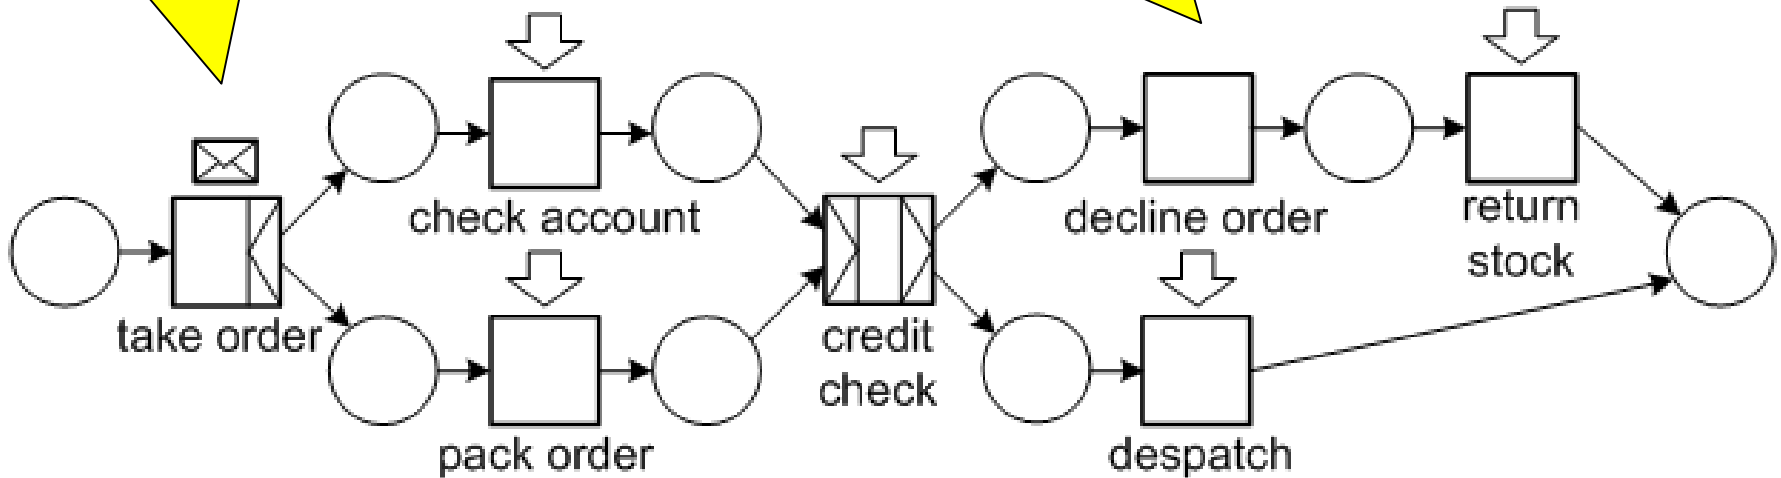 take order
check account
pack order
credit
check
decline order
return
stock
despatch